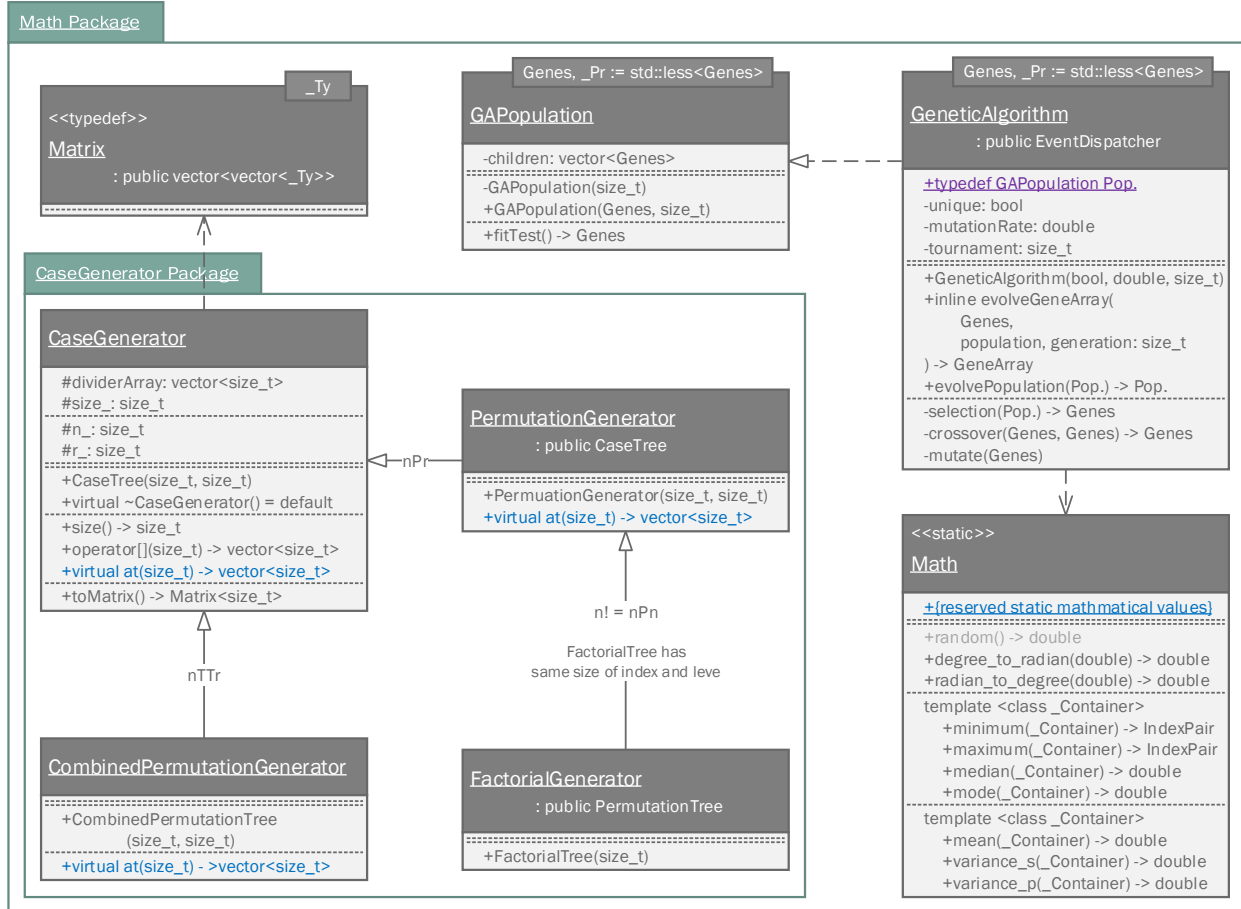 Math Package
_Ty
<<typedef>>
Matrix
: public vector<vector<_Ty>>
Genes, _Pr := std::less<Genes>
GAPopulation
-children: vector<Genes>
-GAPopulation(size_t)
+GAPopulation(Genes, size_t)
+fitTest() -> Genes
Genes, _Pr := std::less<Genes>
GeneticAlgorithm
: public EventDispatcher
+typedef GAPopulation Pop.
-unique: bool
-mutationRate: double
-tournament: size_t
+GeneticAlgorithm(bool, double, size_t)
+inline evolveGeneArray(
Genes,
population, generation: size_t
) -> GeneArray
+evolvePopulation(Pop.) -> Pop.
-selection(Pop.) -> Genes
-crossover(Genes, Genes) -> Genes
-mutate(Genes)
CaseGenerator Package
CaseGenerator
#dividerArray: vector<size_t>
#size_: size_t
#n_: size_t
#r_: size_t
+CaseTree(size_t, size_t)
+virtual ~CaseGenerator() = default
+size() -> size_t
+operator[](size_t) -> vector<size_t>
+virtual at(size_t) -> vector<size_t>
+toMatrix() -> Matrix<size_t>
nPr
PermutationGenerator
: public CaseTree
+PermuationGenerator(size_t, size_t)
+virtual at(size_t) -> vector<size_t>
n! = nPn
FactorialTree has
same size of index and leve
nTTr
CombinedPermutationGenerator
+CombinedPermutationTree
(size_t, size_t)
+virtual at(size_t) - >vector<size_t>
FactorialGenerator
: public PermutationTree
+FactorialTree(size_t)
<<static>>
Math
+{reserved static mathmatical values}
+random() -> double
+degree_to_radian(double) -> double
+radian_to_degree(double) -> double
template <class _Container>
+minimum(_Container) -> IndexPair
+maximum(_Container) -> IndexPair
+median(_Container) -> double
+mode(_Container) -> double
template <class _Container>
+mean(_Container) -> double
+variance_s(_Container) -> double
+variance_p(_Container) -> double